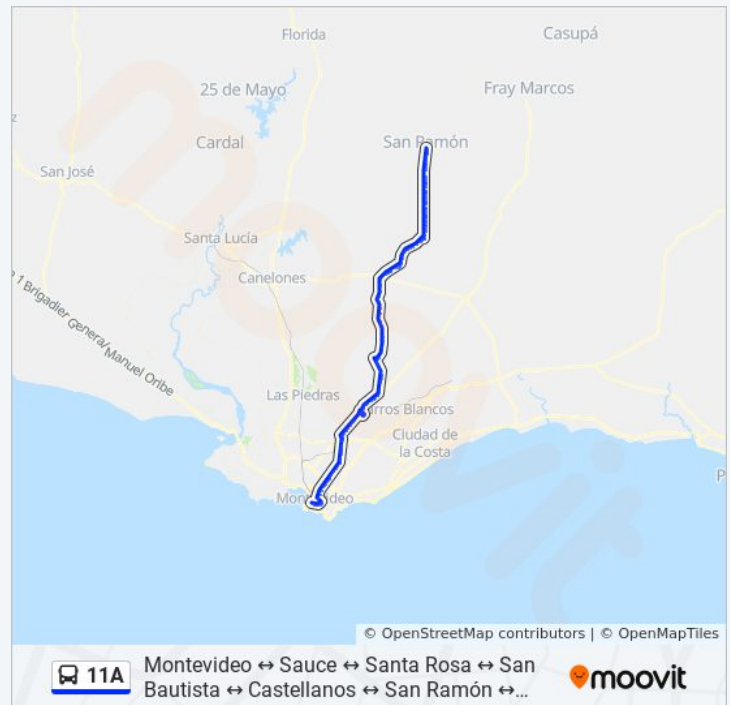 Florida
Casupá
25 de Mayo
Fray Marcos
z
Cardal
San Ramón
San José
Santa Lucía
Canelones
a 1 Brigadier General Manuel Oribe
Las Piedras
rros Blancos
Ciudad de
la Costa
P
Montevideo
moovit
© OpenStreetMap contributors | © OpenMapTiles
11A
Montevideo ↔ Sauce ↔ Santa Rosa ↔ San
Bautista ↔ Castellanos ↔ San Ramón ↔...
moovit